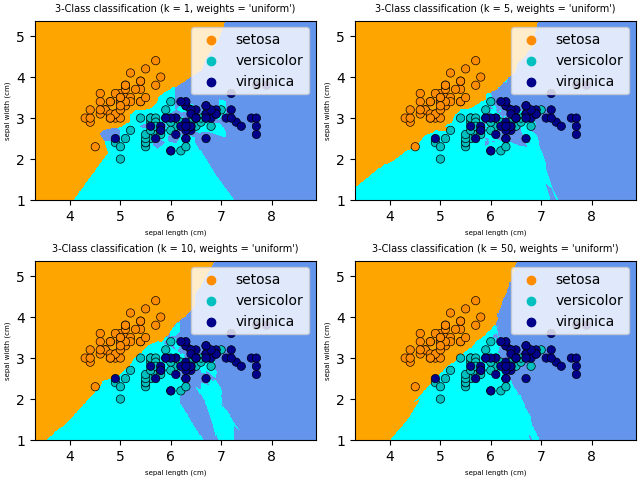 3-Class classification (k = 1, weights = 'uniform')
5
4
3
2
1
sepal width (cm)
setosa
versicolor
virginica
4 5 6 7 8
sepal length (cm)
3-Class classification (k = 5, weights = 'uniform')
5
4
3
2
1
sepal width (cm)
setosa
versicolor
virginica
4 5 6 7 8
sepal length (cm)
3-Class classification (k = 10, weights = 'uniform')
5
4
3
2
1
sepal width (cm)
setosa
versicolor
virginica
4 5 6 7 8
sepal length (cm)
3-Class classification (k = 50, weights = 'uniform')
5
4
3
2
1
sepal width (cm)
setosa
versicolor
virginica
4 5 6 7 8
sepal length (cm)